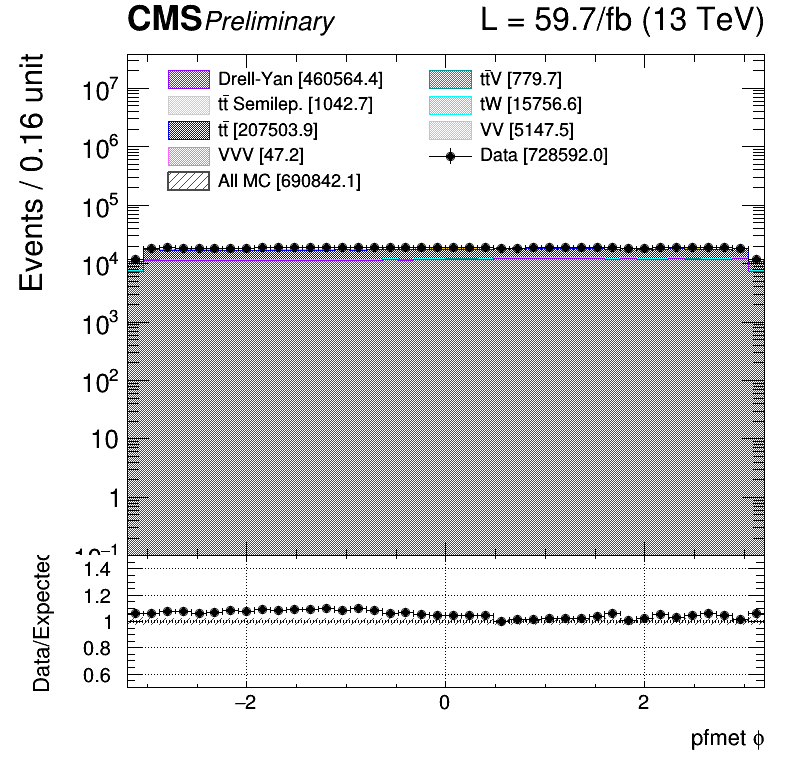 CMS Preliminary L = 59.7/fb (13 TeV)
Events / 0.16 unit
Drell-Yan [460564.4]
tt̄ Semilep. [1042.7]
tt̄ [207503.9]
VVV [47.2]
All MC [690842.1]
tt̄V [779.7]
tW [15756.6]
VV [5147.5]
Data [728592.0]
10⁷
10⁶
10⁵
10⁴
10³
10²
10
1
10⁻¹
Data/Expected
1.4
1.2
1
0.8
0.6
−2 0 2
pfmet ϕ